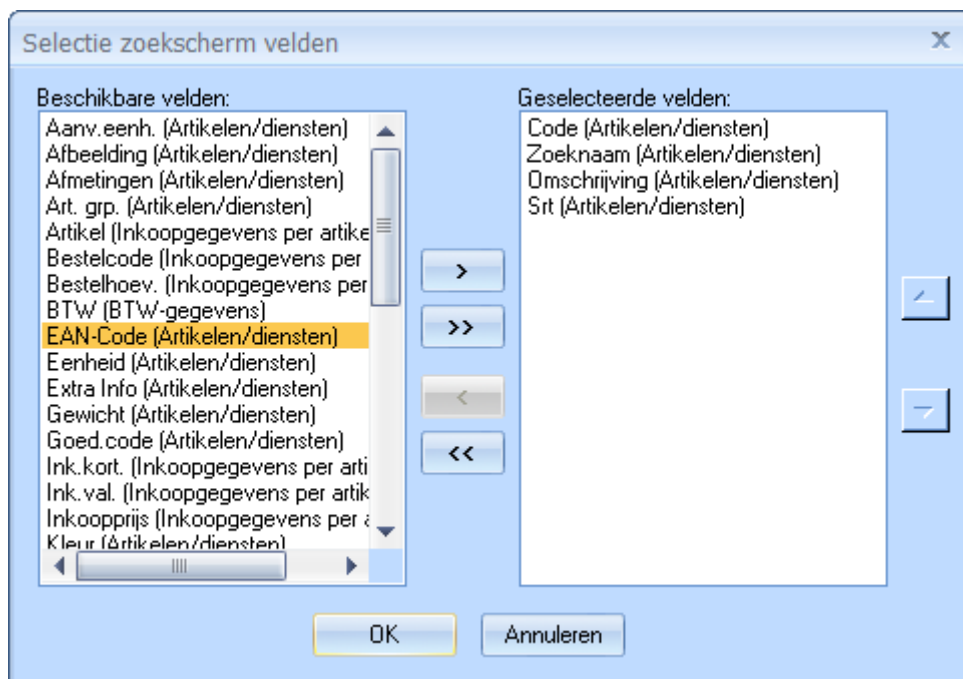 Selectie zoekscherm velden
Beschikbare velden:
Aanv.eenh. (Artikelen/diensten)
Afbeelding (Artikelen/diensten)
Afmetingen (Artikelen/diensten)
Art. grp. (Artikelen/diensten)
Artikel (Inkoopgegevens per artike
Bestelcode (Inkoopgegevens per
Bestelhoev. (Inkoopgegevens per
BTW (BTW-gegevens)
EAN-Code (Artikelen/diensten)
Eenheid (Artikelen/diensten)
Extra Info (Artikelen/diensten)
Gewicht (Artikelen/diensten)
Goed.code (Artikelen/diensten)
Ink.kort. (Inkoopgegevens per arti
Ink.val. (Inkoopgegevens per artik
Inkoopprijs (Inkoopgegevens per a
Kleur (Artikelen/diensten)
>
>>
<
<<
Geselecteerde velden:
Code (Artikelen/diensten)
Zoeknaam (Artikelen/diensten)
Omschrijving (Artikelen/diensten)
Srt (Artikelen/diensten)
OK
Annuleren